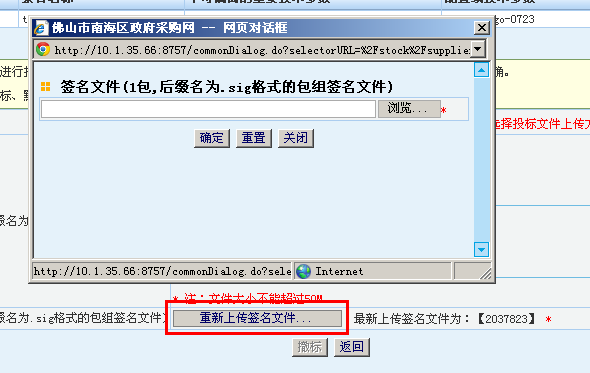 佛山市南海区政府采购网 -- 网页对话框
go-0723
http://10.1.35.66:8757/commonDialog.do?selectorURL=%2Fstock%2Fsupplie
进行
确。
签名文件(1包,后缀名为.sig格式的包组签名文件)
标、
浏览... *
选择投标文件上传方
确定 重置 关闭
缀名为
http://10.1.35.66:8757/commonDialog.do?sele Internet
* 注：文件大小不能超过50M
缀名为.sig格式的包组签名文件) 重新上传签名文件... 最新上传签名文件为：【2037823】 *
撤标 返回